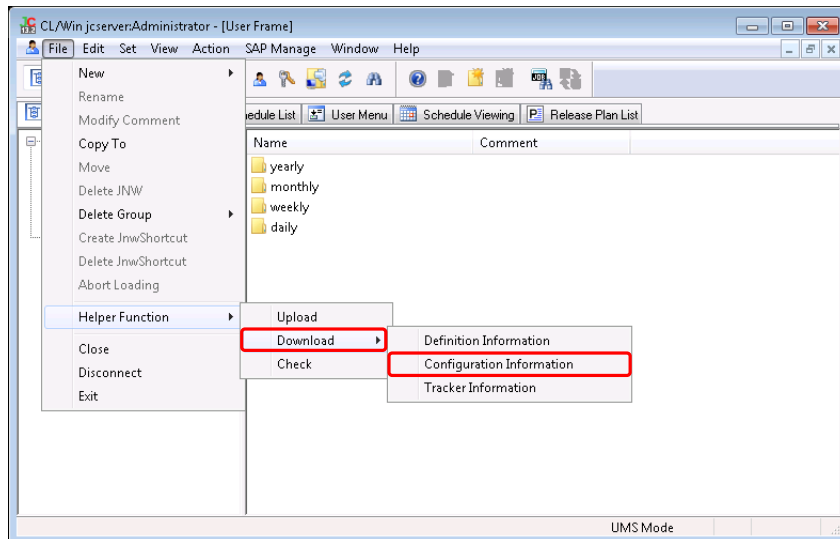 CL/Win jcserver:Administrator - [User Frame]
File Edit Set View Action SAP Manage Window Help
New
Rename
Modify Comment
Copy To
Move
Delete JNW
Delete Group
Create JnwShortcut
Delete JnwShortcut
Abort Loading
Helper Function
Close
Disconnect
Exit
Schedule List User Menu Schedule Viewing Release Plan List
Name Comment
yearly
monthly
weekly
daily
Upload
Download
Check
Definition Information
Configuration Information
Tracker Information
UMS Mode